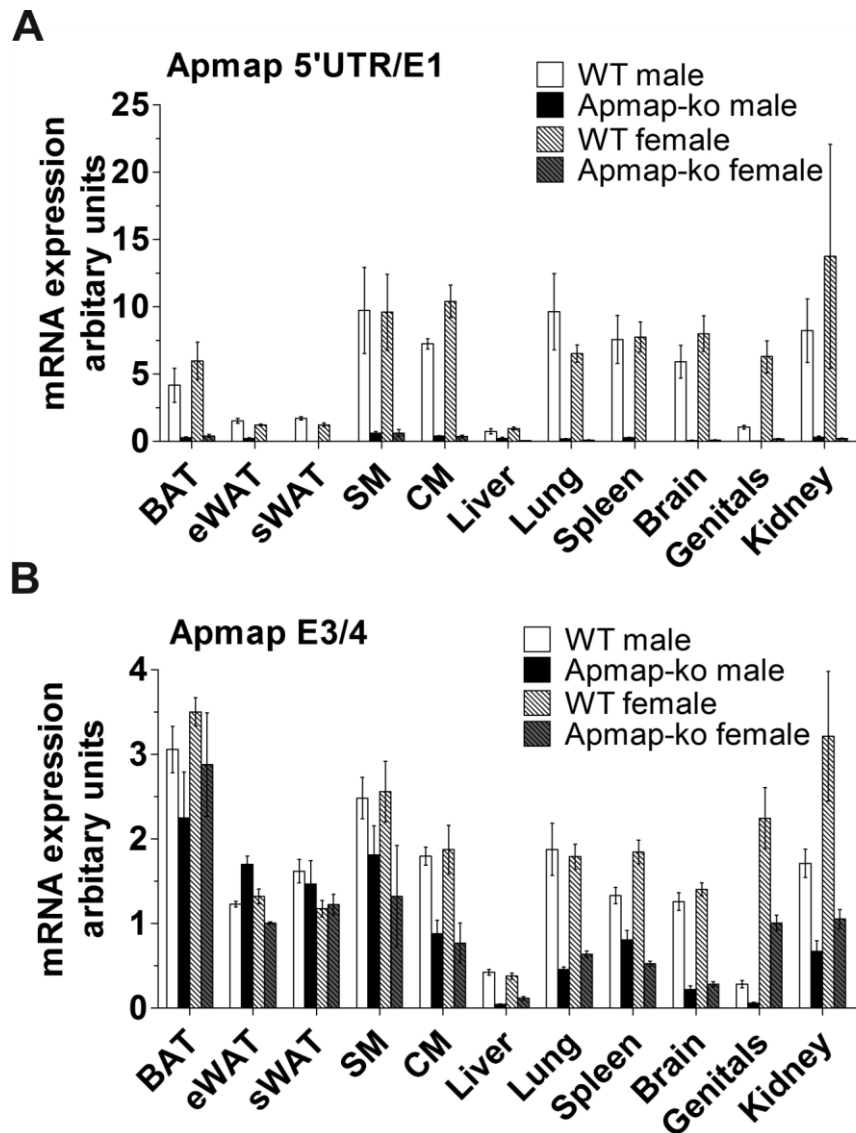 A
Apmap 5'UTR/E1
WT male
Apmap-ko male
WT female
Apmap-ko female
mRNA expression
arbitary units
25
20
15
10
5
0
BAT
eWAT
sWAT
SM
CM
Liver
Lung
Spleen
Brain
Genitals
Kidney
B
Apmap E3/4
WT male
Apmap-ko male
WT female
Apmap-ko female
mRNA expression
arbitary units
4
3
2
1
0
BAT
eWAT
sWAT
SM
CM
Liver
Lung
Spleen
Brain
Genitals
Kidney